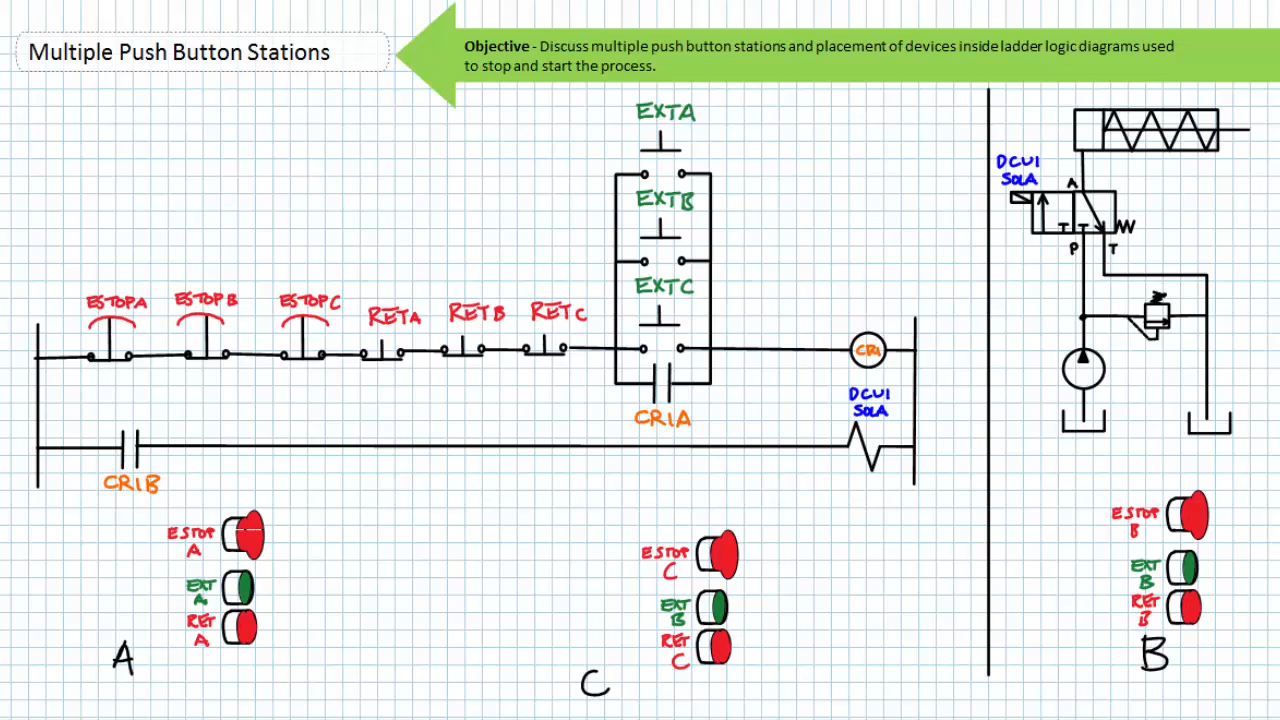 Multiple Push Button Stations
Objective - Discuss multiple push button stations and placement of devices inside ladder logic diagrams used
to stop and start the process.
EXTA
EXTB
EXTC
ESTOPA
ESTOP B
ESTOPC
RETA
RETB
RET C
CR1
CR1A
DCU1
SOLA
CR1B
DCU1
SOLA
A
T
T
P
T
ESTOP
A
EXT
A
RET
A
A
ESTOP
C
EXT
B
RET
C
C
ESTOP
B
EXT
B
RET
B
B